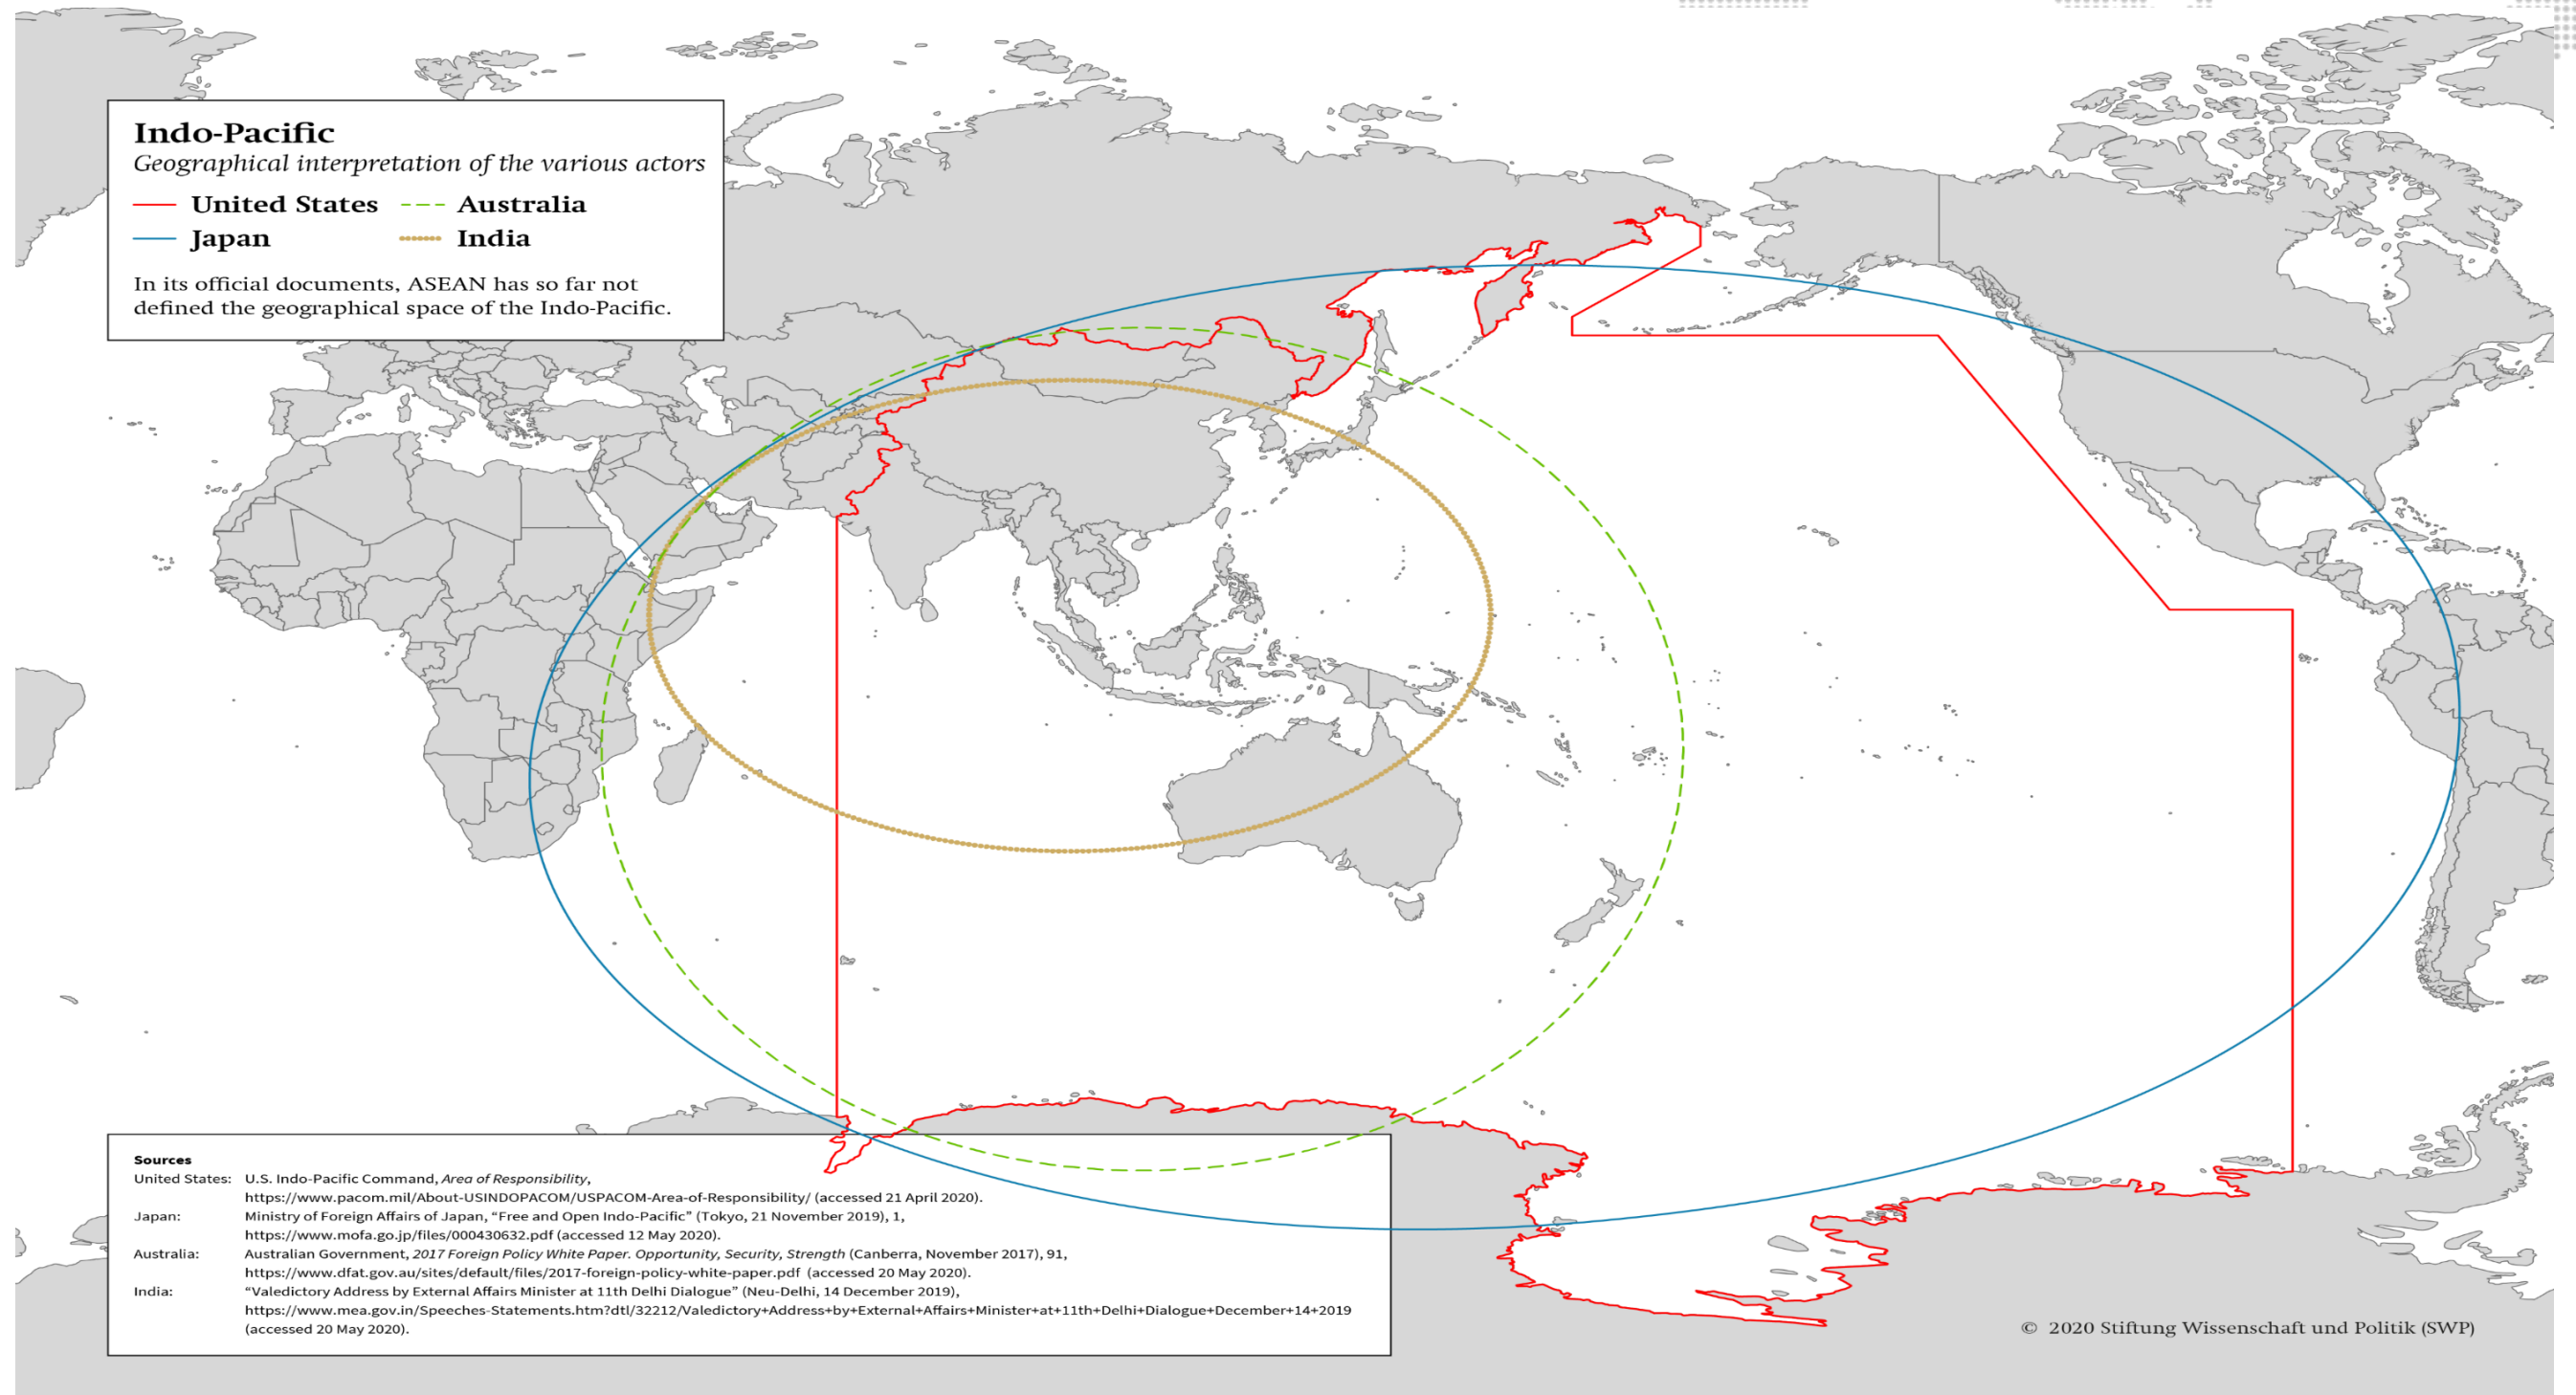 Indo-Pacific
Geographical interpretation of the various actors
United States
Australia
Japan
India
In its official documents, ASEAN has so far not
defined the geographical space of the Indo-Pacific.
Sources
United States: U.S. Indo-Pacific Command, Area of Responsibility,
https://www.pacom.mil/About-USINDOPACOM/USPACOM-Area-of-Responsibility/ (accessed 21 April 2020).
Japan: Ministry of Foreign Affairs of Japan, “Free and Open Indo-Pacific” (Tokyo, 21 November 2019), 1,
https://www.mofa.go.jp/files/000430632.pdf (accessed 12 May 2020).
Australia: Australian Government, 2017 Foreign Policy White Paper. Opportunity, Security, Strength (Canberra, November 2017), 91,
https://www.dfat.gov.au/sites/default/files/2017-foreign-policy-white-paper.pdf (accessed 20 May 2020).
India: “Valedictory Address by External Affairs Minister at 11th Delhi Dialogue” (Neu-Delhi, 14 December 2019),
https://www.mea.gov.in/Speeches-Statements.htm?dtl/32212/Valedictory+Address+by+External+Affairs+Minister+at+11th+Delhi+Dialogue+December+14+2019
(accessed 20 May 2020).
© 2020 Stiftung Wissenschaft und Politik (SWP)